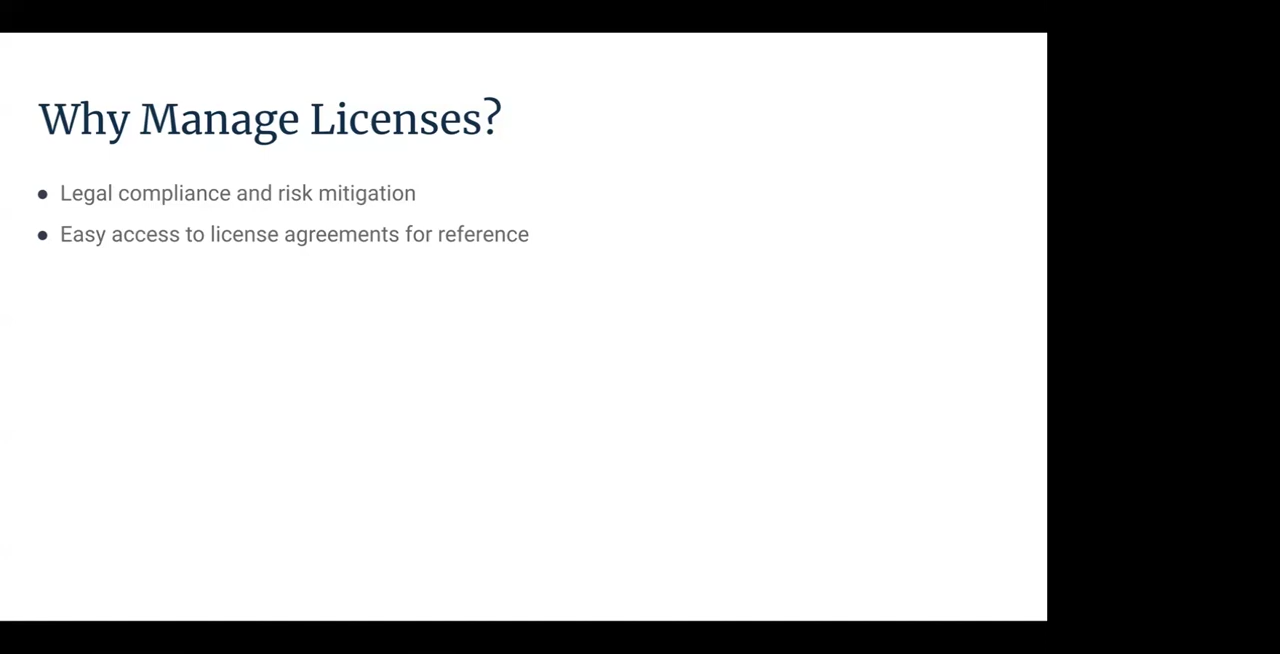 Why Manage Licenses?
● Legal compliance and risk mitigation
● Easy access to license agreements for reference